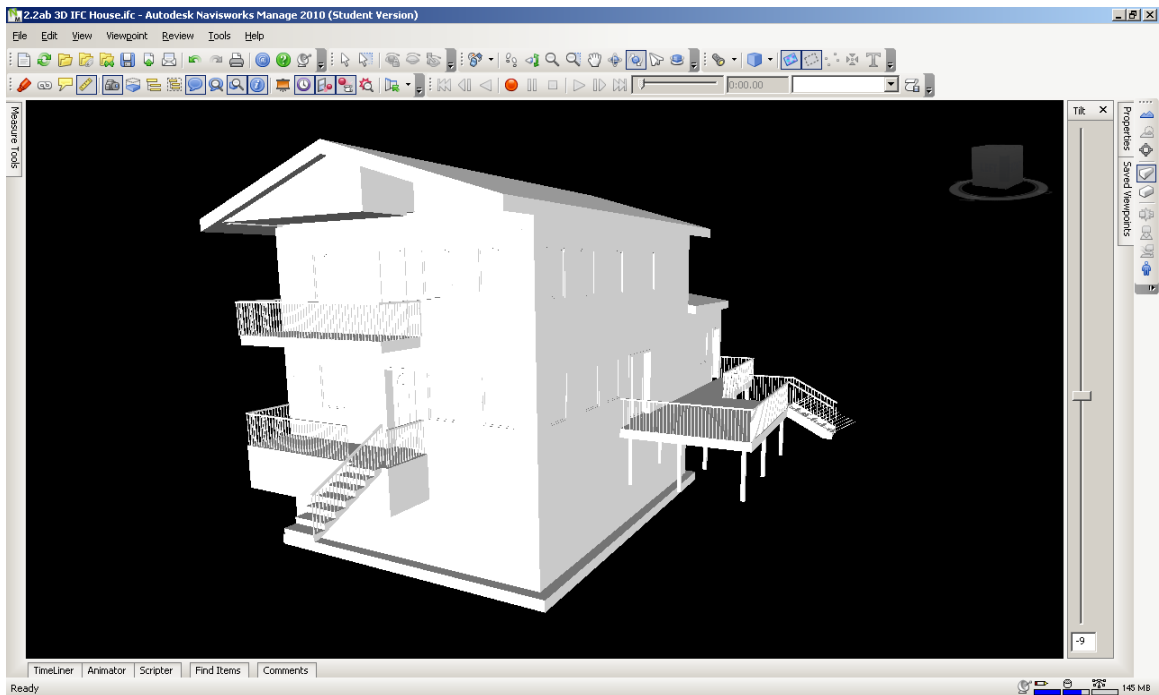 2.2ab 3D IFC House.ifc - Autodesk Navisworks Manage 2010 (Student Version)
File Edit View Viewpoint Review Tools Help
0:00.00
Measure Tools
Tilt
Properties
Saved Viewpoints
-9
TimeLiner Animator Scripter Find Items Comments
Ready
145 MB